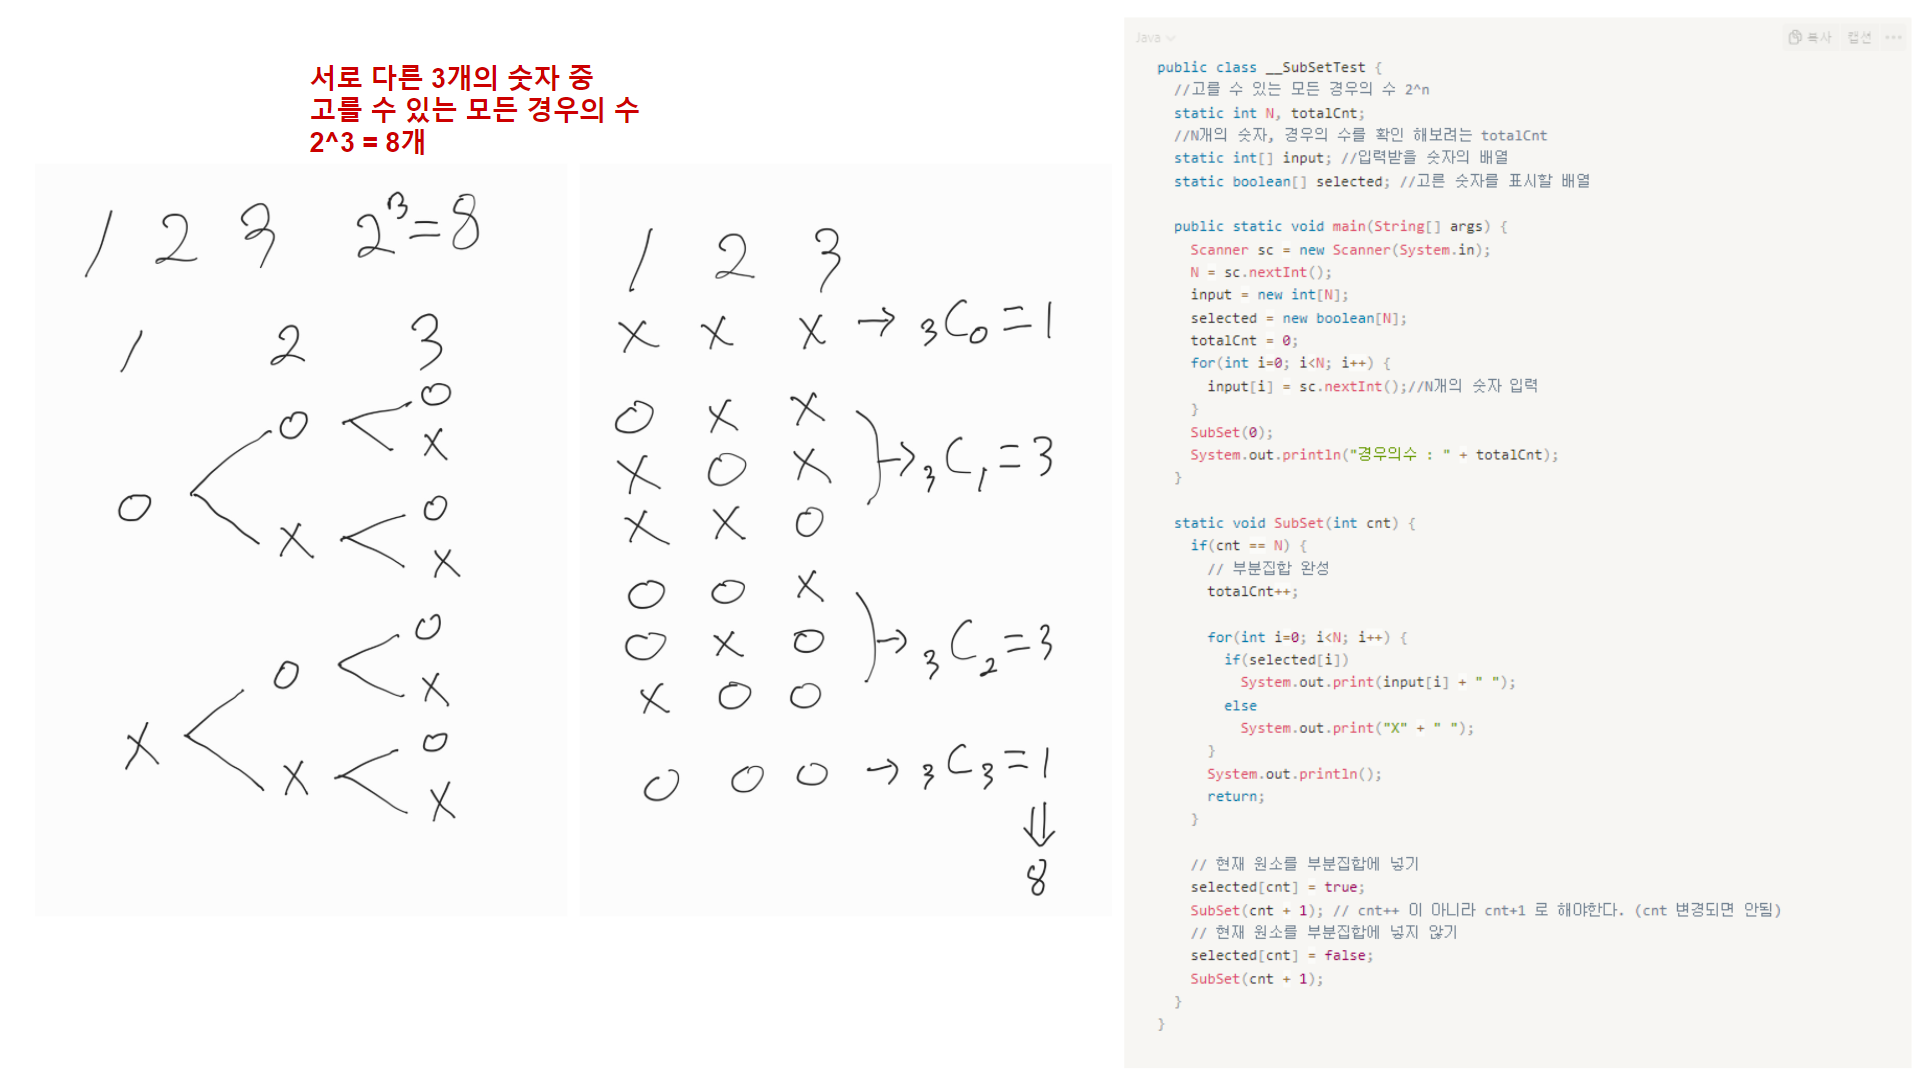 서로 다른 3개의 숫자 중
고를 수 있는 모든 경우의 수
2^3 = 8개
1 2 3 2³=8
1 2 3
O
X
O
O
X
X
O
X
O
O
X
X
X
O
X
1 2 3
X X X → ₃C₀=1
O X X
X O X → ₃C₁=3
X X O
O O X
O X O → ₃C₂=3
X O O
O O O → ₃C₃=1
⇓
8
Java
복사 캡션 ···
public class __SubSetTest {
//고를 수 있는 모든 경우의 수 2^n
static int N, totalCnt;
//N개의 숫자, 경우의 수를 확인 해보려는 totalCnt
static int[] input; //입력받을 숫자의 배열
static boolean[] selected; //고른 숫자를 표시할 배열
public static void main(String[] args) {
Scanner sc = new Scanner(System.in);
N = sc.nextInt();
input = new int[N];
selected = new boolean[N];
totalCnt = 0;
for(int i=0; i<N; i++) {
input[i] = sc.nextInt();//N개의 숫자 입력
}
SubSet(0);
System.out.println("경우의수 : " + totalCnt);
}
static void SubSet(int cnt) {
if(cnt == N) {
// 부분집합 완성
totalCnt++;
for(int i=0; i<N; i++) {
if(selected[i])
System.out.print(input[i] + " ");
else
System.out.print("X" + " ");
}
System.out.println();
return;
}
// 현재 원소를 부분집합에 넣기
selected[cnt] = true;
SubSet(cnt + 1); // cnt++ 이 아니라 cnt+1 로 해야한다. (cnt 변경되면 안됨)
// 현재 원소를 부분집합에 넣지 않기
selected[cnt] = false;
SubSet(cnt + 1);
}
}